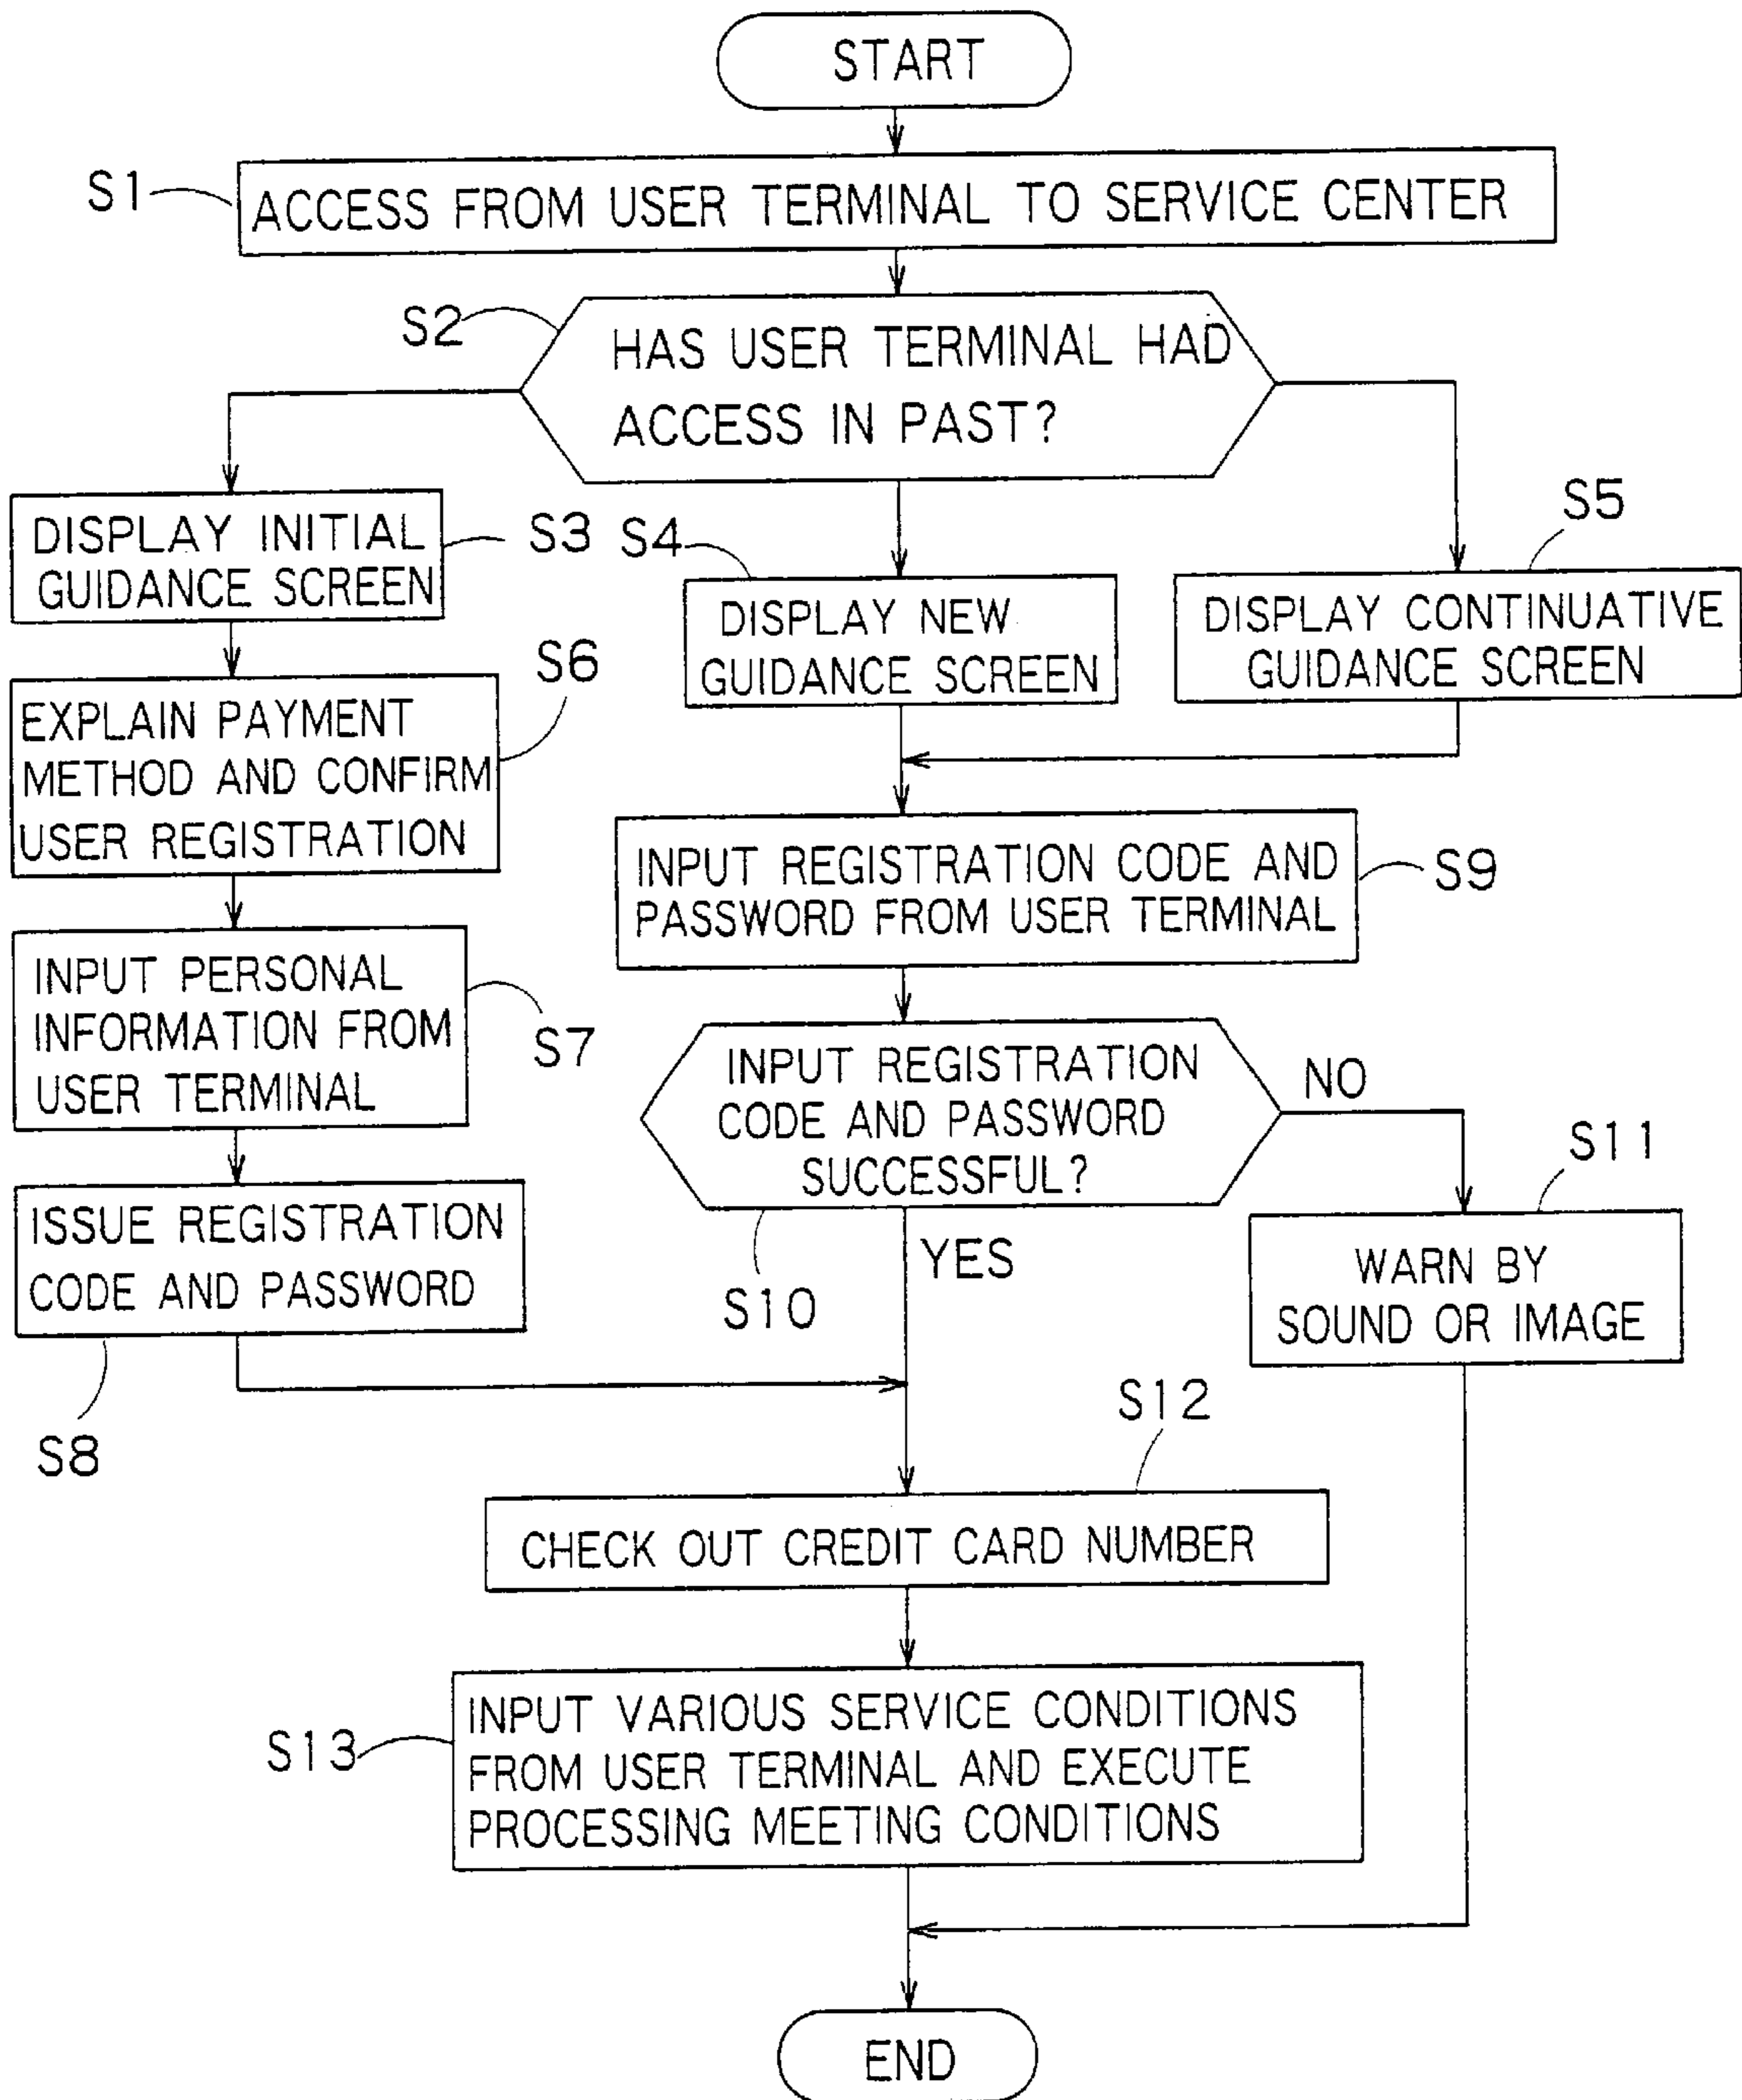 START
S1
ACCESS FROM USER TERMINAL TO SERVICE CENTER
S2
HAS USER TERMINAL HAD
ACCESS IN PAST?
DISPLAY INITIAL
GUIDANCE SCREEN
S3
S4
DISPLAY NEW
GUIDANCE SCREEN
S5
DISPLAY CONTINUATIVE
GUIDANCE SCREEN
EXPLAIN PAYMENT
METHOD AND CONFIRM
USER REGISTRATION
S6
INPUT REGISTRATION CODE AND
PASSWORD FROM USER TERMINAL
S9
INPUT PERSONAL
INFORMATION FROM
USER TERMINAL
S7
INPUT REGISTRATION
CODE AND PASSWORD
SUCCESSFUL?
NO
S10
YES
S11
WARN BY
SOUND OR IMAGE
ISSUE REGISTRATION
CODE AND PASSWORD
S8
S12
CHECK OUT CREDIT CARD NUMBER
S13
INPUT VARIOUS SERVICE CONDITIONS
FROM USER TERMINAL AND EXECUTE
PROCESSING MEETING CONDITIONS
END